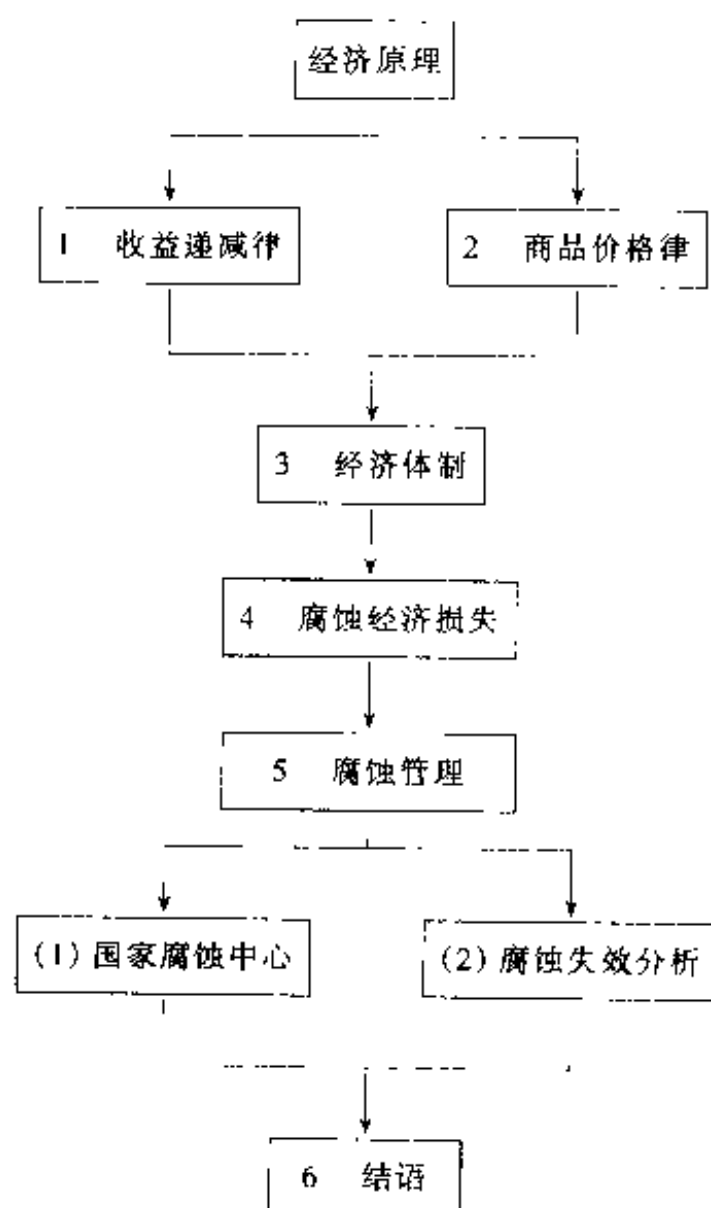 经济原理
1 收益递减律
2 商品价格律
3 经济体制
4 腐蚀经济损失
5 腐蚀管理
(1)国家腐蚀中心
(2)腐蚀失效分析
6 结语